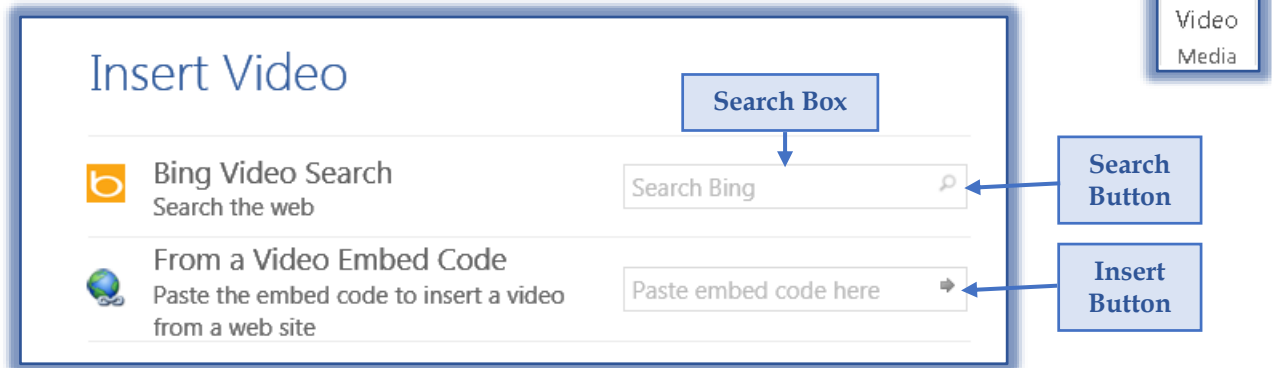 Video
Media
Insert Video
Search Box
Bing Video Search
Search the web
Search Bing
Search
Button
From a Video Embed Code
Paste the embed code to insert a video
from a web site
Paste embed code here
Insert
Button